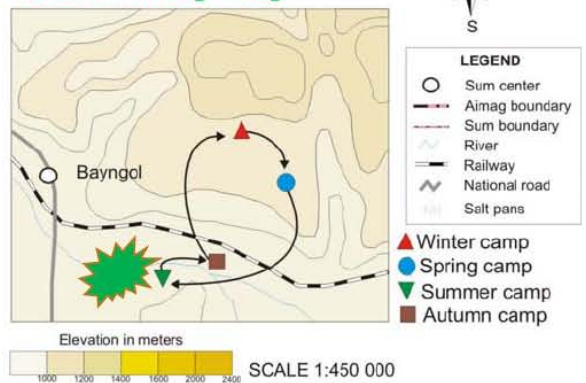 S
LEGEND
Sum center
Aimag boundary
Sum boundary
River
Railway
National road
Salt pans
Bayngol
Winter camp
Spring camp
Summer camp
Autumn camp
Elevation in meters
1000 1200 1400 1600 2000 2400
SCALE 1:450 000